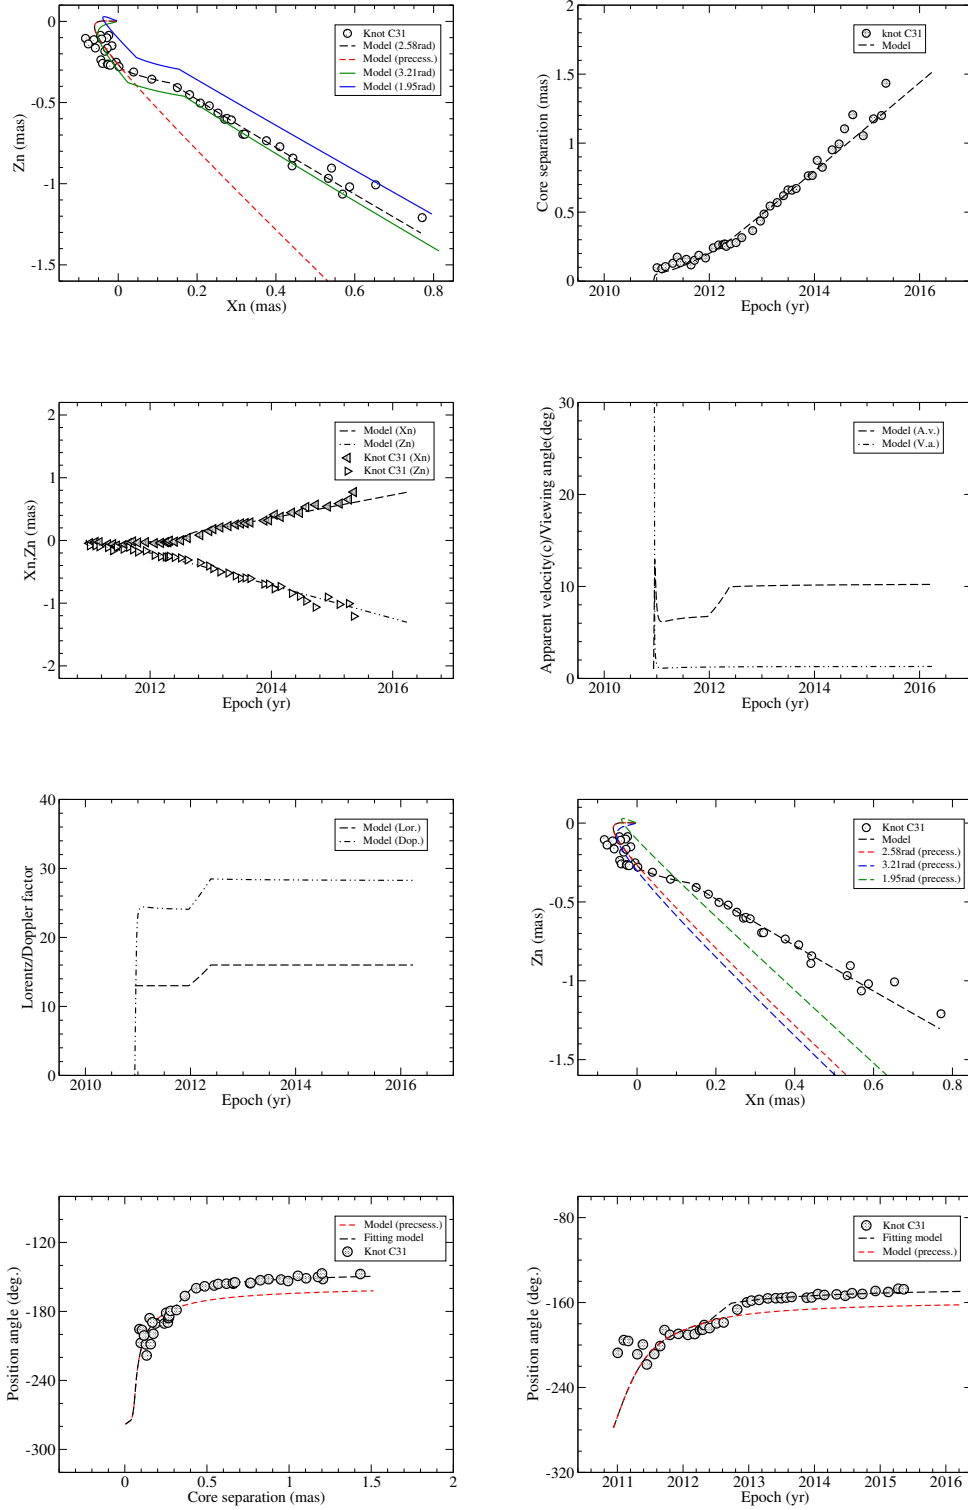 0
-0.5
-1
-1.5
Zn (mas)
0
0.2
0.4
0.6
0.8
Xn (mas)
Knot C31
Model (2.58rad)
Model (precess.)
Model (3.21rad)
Model (1.95rad)
2
1.5
1
0.5
0
Core separation (mas)
2010
2012
2014
2016
Epoch (yr)
knot C31
Model
2
1
0
-1
-2
Xn,Zn (mas)
2012
2014
2016
Epoch (yr)
Model (Xn)
Model (Zn)
Knot C31 (Xn)
Knot C31 (Zn)
30
20
10
0
Apparent velocity(c)/Viewing angle(deg)
2010
2012
2014
2016
Epoch (yr)
Model (A.v.)
Model (V.a.)
40
30
20
10
0
Lorentz/Doppler factor
2010
2012
2014
2016
Epoch (yr)
Model (Lor.)
Model (Dop.)
0
-0.5
-1
-1.5
Zn (mas)
0
0.2
0.4
0.6
0.8
Xn (mas)
Knot C31
Model
2.58rad (precess.)
3.21rad (precess.)
1.95rad (precess.)
-120
-180
-240
-300
Position angle (deg.)
0
0.5
1
1.5
2
Core separation (mas)
Model (precsess.)
Fitting model
Knot C31
-80
-160
-240
-320
Position angle (deg.)
2011
2012
2013
2014
2015
2016
Epoch (yr)
Knot C31
Fitting model
Model (precess.)